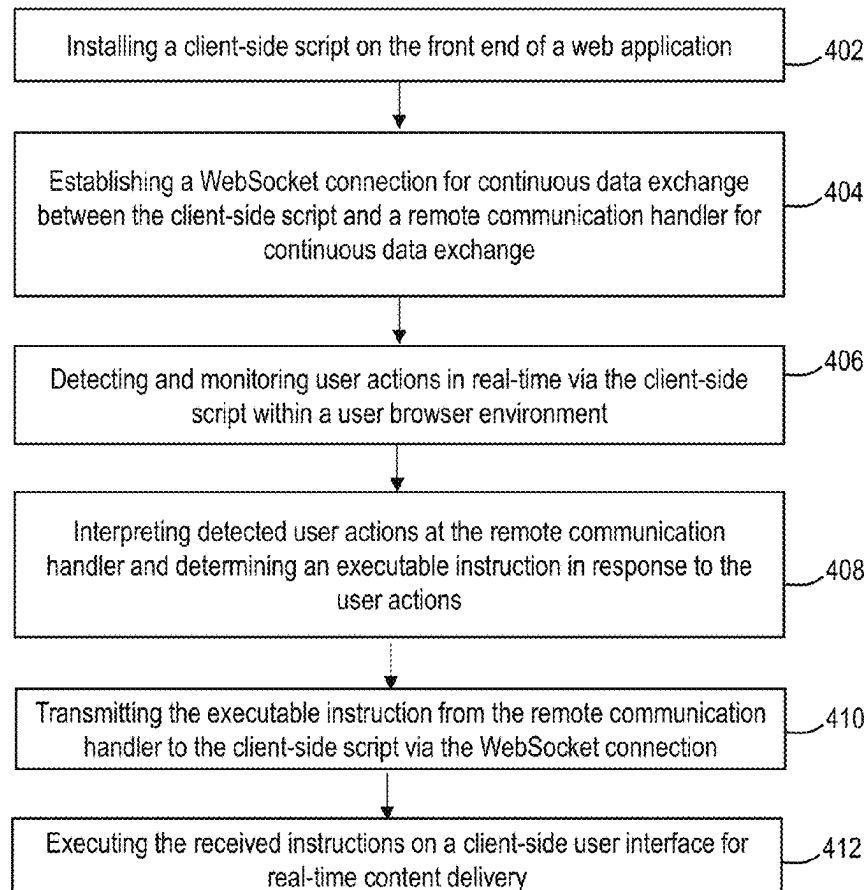 Installing a client-side script on the front end of a web application
402
Establishing a WebSocket connection for continuous data exchange
between the client-side script and a remote communication handler for
continuous data exchange
404
Detecting and monitoring user actions in real-time via the client-side
script within a user browser environment
406
Interpreting detected user actions at the remote communication
handler and determining an executable instruction in response to the
user actions
408
Transmitting the executable instruction from the remote communication
handler to the client-side script via the WebSocket connection
410
Executing the received instructions on a client-side user interface for
real-time content delivery
412